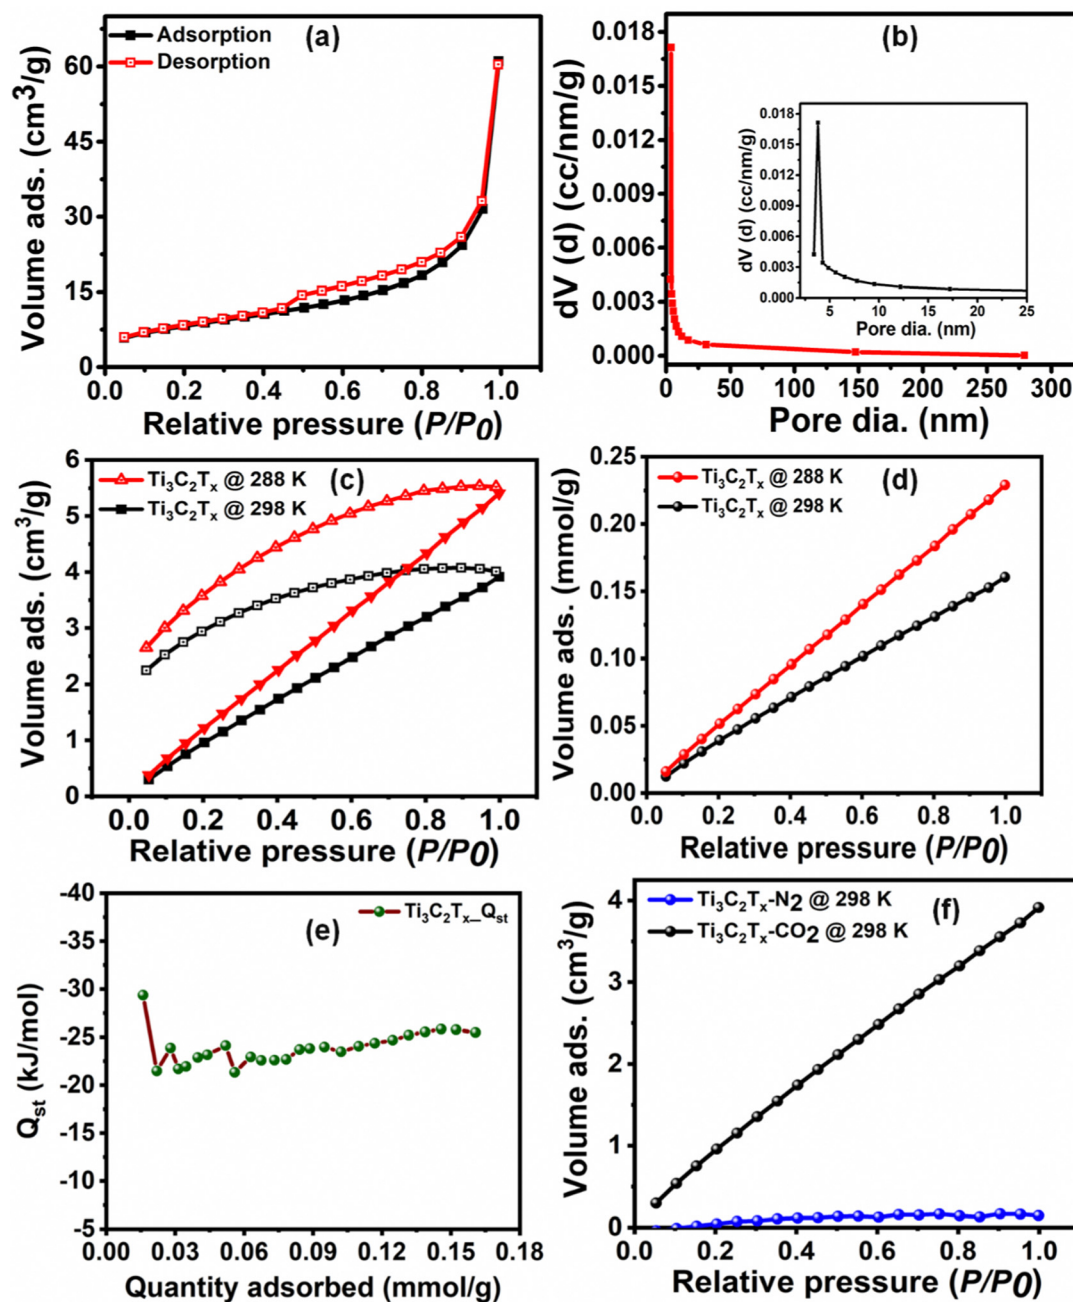 (a)
Adsorption
Desorption
Volume ads. (cm³/g)
60
45
30
15
0
0.0 0.2 0.4 0.6 0.8 1.0
Relative pressure (P/P0)
(b)
dV (d) (cc/nm/g)
0.018
0.015
0.012
0.009
0.006
0.003
0.000
0 50 100 150 200 250 300
Pore dia. (nm)
dV (d) (cc/nm/g)
0.018
0.015
0.012
0.009
0.006
0.003
0.000
5 10 15 20 25
Pore dia. (nm)
(c)
Ti₃C₂Tₓ @ 288 K
Ti₃C₂Tₓ @ 298 K
Volume ads. (cm³/g)
6
5
4
3
2
1
0
0.0 0.2 0.4 0.6 0.8 1.0
Relative pressure (P/P0)
(d)
Ti₃C₂Tₓ @ 288 K
Ti₃C₂Tₓ @ 298 K
Volume ads. (mmol/g)
0.25
0.20
0.15
0.10
0.05
0.00
0.0 0.2 0.4 0.6 0.8 1.0
Relative pressure (P/P0)
(e)
Ti₃C₂Tₓ_Qst
Qst (kJ/mol)
-40
-35
-30
-25
-20
-15
-10
-5
0.00 0.03 0.06 0.09 0.12 0.15 0.18
Quantity adsorbed (mmol/g)
(f)
Ti₃C₂Tₓ-N2 @ 298 K
Ti₃C₂Tₓ-CO2 @ 298 K
Volume ads. (cm³/g)
4
3
2
1
0
0.0 0.2 0.4 0.6 0.8 1.0
Relative pressure (P/P0)